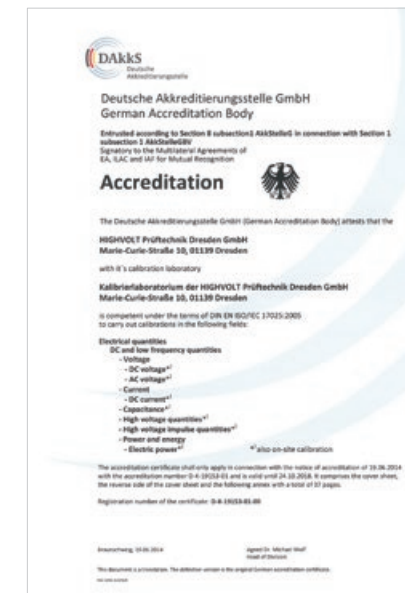 DAkkS
Deutsche
Akkreditierungsstelle
Deutsche Akkreditierungsstelle GmbH
German Accreditation Body
Entrusted according to Section 8 subsection1 AkkStelleG in connection with Section 1
subsection 1 AkkStelleGBV
Signatory to the Multilateral Agreements of
EA, ILAC and IAF for Mutual Recognition
Accreditation
The Deutsche Akkreditierungsstelle GmbH (German Accreditation Body) attests that the
HIGHVOLT Prüftechnik Dresden GmbH
Marie-Curie-Straße 10, 01139 Dresden
with it´s calibration laboratory
Kalibrierlaboratorium der HIGHVOLT Prüftechnik Dresden GmbH
Marie-Curie-Straße 10, 01139 Dresden
is competent under the terms of DIN EN ISO/IEC 17025:2005
to carry out calibrations in the following fields:
Electrical quantities
DC and low frequency quantities
- Voltage
- DC voltage*⁾
- AC voltage*⁾
- Current
- DC current*⁾
- Capacitance*⁾
- High voltage quantities*⁾
- High voltage impulse quantities*⁾
- Power and energy
- Electric power*⁾ *⁾also on-site calibration
The accreditation certificate shall only apply in connection with the notice of accreditation of 19.06.2014
with the accreditation number D-K-19153-01 and is valid until 24.10.2018. It comprises the cover sheet,
the reverse side of the cover sheet and the following annex with a total of pages.
Registration number of the certificate: D-K-19153-01-00
Braunschweig, 19.06.2014
Dr. Michael Wolf
Head of Division
This document is a translation. The definitive version is the original German accreditation certificate.